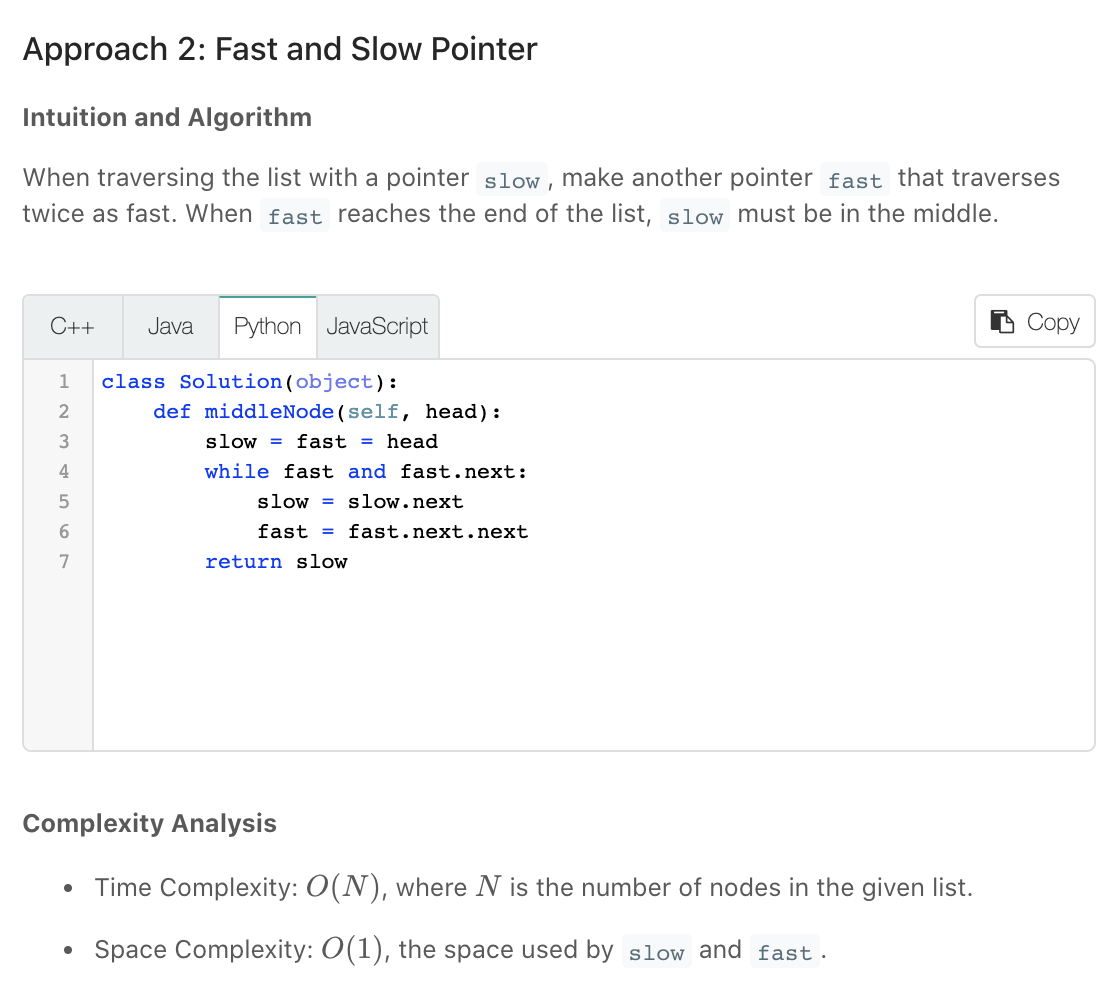 Approach 2: Fast and Slow Pointer
Intuition and Algorithm
When traversing the list with a pointer slow, make another pointer fast that traverses
twice as fast. When fast reaches the end of the list, slow must be in the middle.
C++ Java Python JavaScript Copy
1 class Solution(object):
2     def middleNode(self, head):
3         slow = fast = head
4         while fast and fast.next:
5             slow = slow.next
6             fast = fast.next.next
7         return slow
Complexity Analysis
• Time Complexity: O(N), where N is the number of nodes in the given list.
• Space Complexity: O(1), the space used by slow and fast.